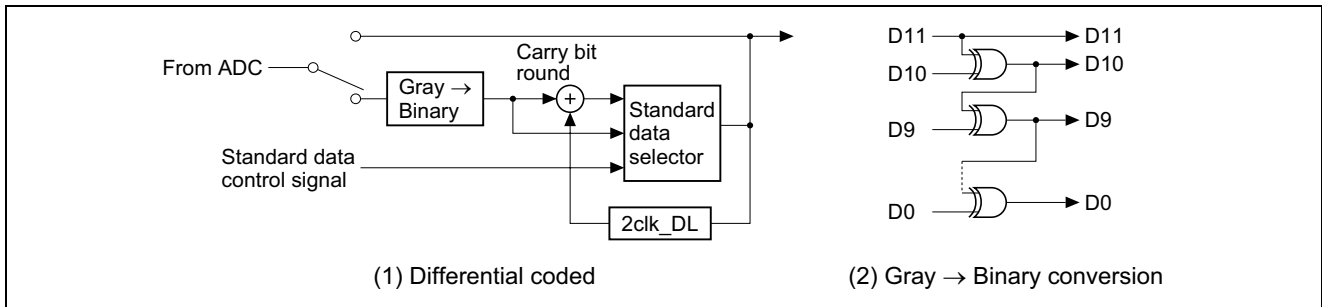 From ADC
Gray →
Binary
Carry bit
round
+
Standard
data
selector
Standard data
control signal
2clk_DL
(1) Differential coded
D11
D11
D10
D10
D9
D9
D0
D0
(2) Gray → Binary conversion